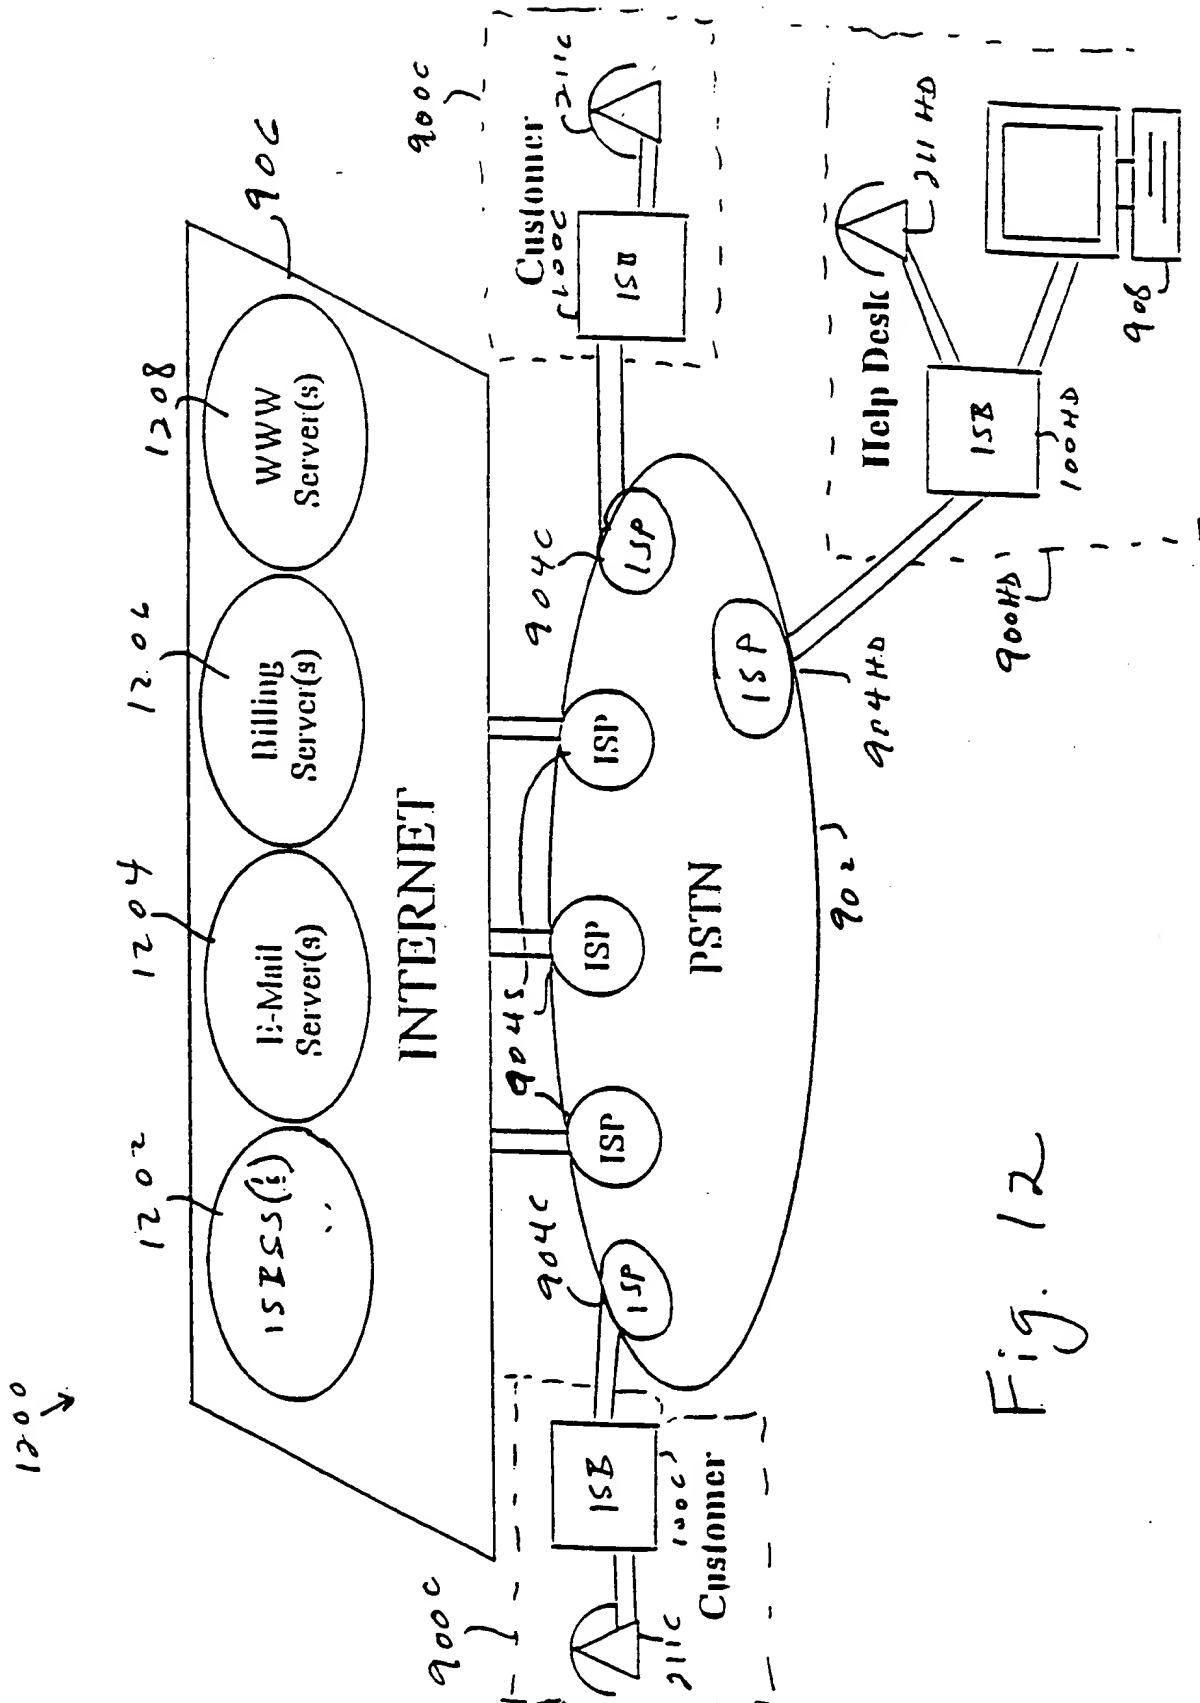 1200
1202
1204
1206
1208
906
ISBSS(s)
E-Mail
Server(s)
Billing
Server(s)
WWW
Server(s)
INTERNET
900C
904C
904S
904C
900C
211C
ISB
100C
Customer
ISP
ISP
ISP
ISP
ISP
Customer
100C
ISB
211C
PSTN
ISP
902
904HD
Help Desk
211HD
ISB
100HD
900HD
908
Fig. 12